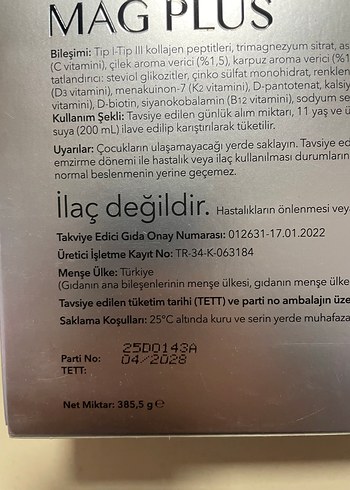 MAG PLUS
Bileşimi: Tip I-Tip III kollajen peptitleri, trimagnezyum sitrat, as
(C vitamini), çilek aroma verici (%1,5), karpuz aroma verici (%1
tatlandırıcı: steviol glikozitler, çinko sülfat monohidrat, renklen
(D3 vitamini), menakuinon-7 (K2 vitamini), D-pantotenat, kalsiy
vitamini), D-biotin, siyanokobalamin (B12 vitamini), sodyum se
Kullanım Şekli: Tavsiye edilen günlük alım miktarı, 11 yaş ve ü
suya (200 mL) ilave edilip karıştırılarak tüketilir.
Uyarılar: Çocukların ulaşamayacağı yerde saklayın. Tavsiye ed
emzirme dönemi ile hastalık veya ilaç kullanılması durumların
normal beslenmenin yerine geçemez.
İlaç değildir. Hastalıkların önlenmesi vey
Takviye Edici Gıda Onay Numarası: 012631-17.01.2022
Üretici İşletme Kayıt No: TR-34-K-063184
Menşe Ülke: Türkiye
(Gıdanın ana bileşenlerinin menşe ülkesi, gıdanın menşe ülke
Tavsiye edilen tüketim tarihi (TETT) ve parti no ambalajın üze
Saklama Koşulları: 25°C altında kuru ve serin yerde muhafaza
Parti No: 25D0143A
TETT: 04/2028
Net Miktar: 385,5 g ℮